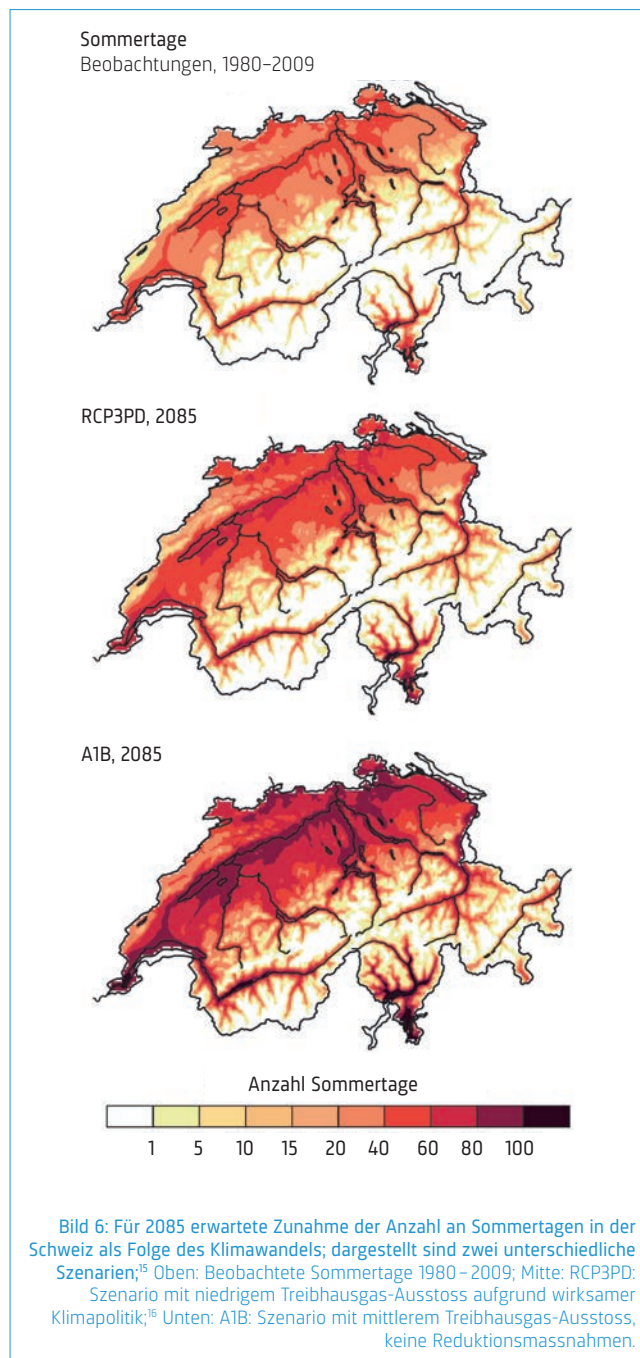 Sommertage
Beobachtungen, 1980–2009
RCP3PD, 2085
A1B, 2085
Anzahl Sommertage
1 5 10 15 20 40 60 80 100
Bild 6: Für 2085 erwartete Zunahme der Anzahl an Sommertagen in der
Schweiz als Folge des Klimawandels; dargestellt sind zwei unterschiedliche
Szenarien;15 Oben: Beobachtete Sommertage 1980 – 2009; Mitte: RCP3PD:
Szenario mit niedrigem Treibhausgas-Ausstoss aufgrund wirksamer
Klimapolitik;16 Unten: A1B: Szenario mit mittlerem Treibhausgas-Ausstoss,
keine Reduktionsmassnahmen.